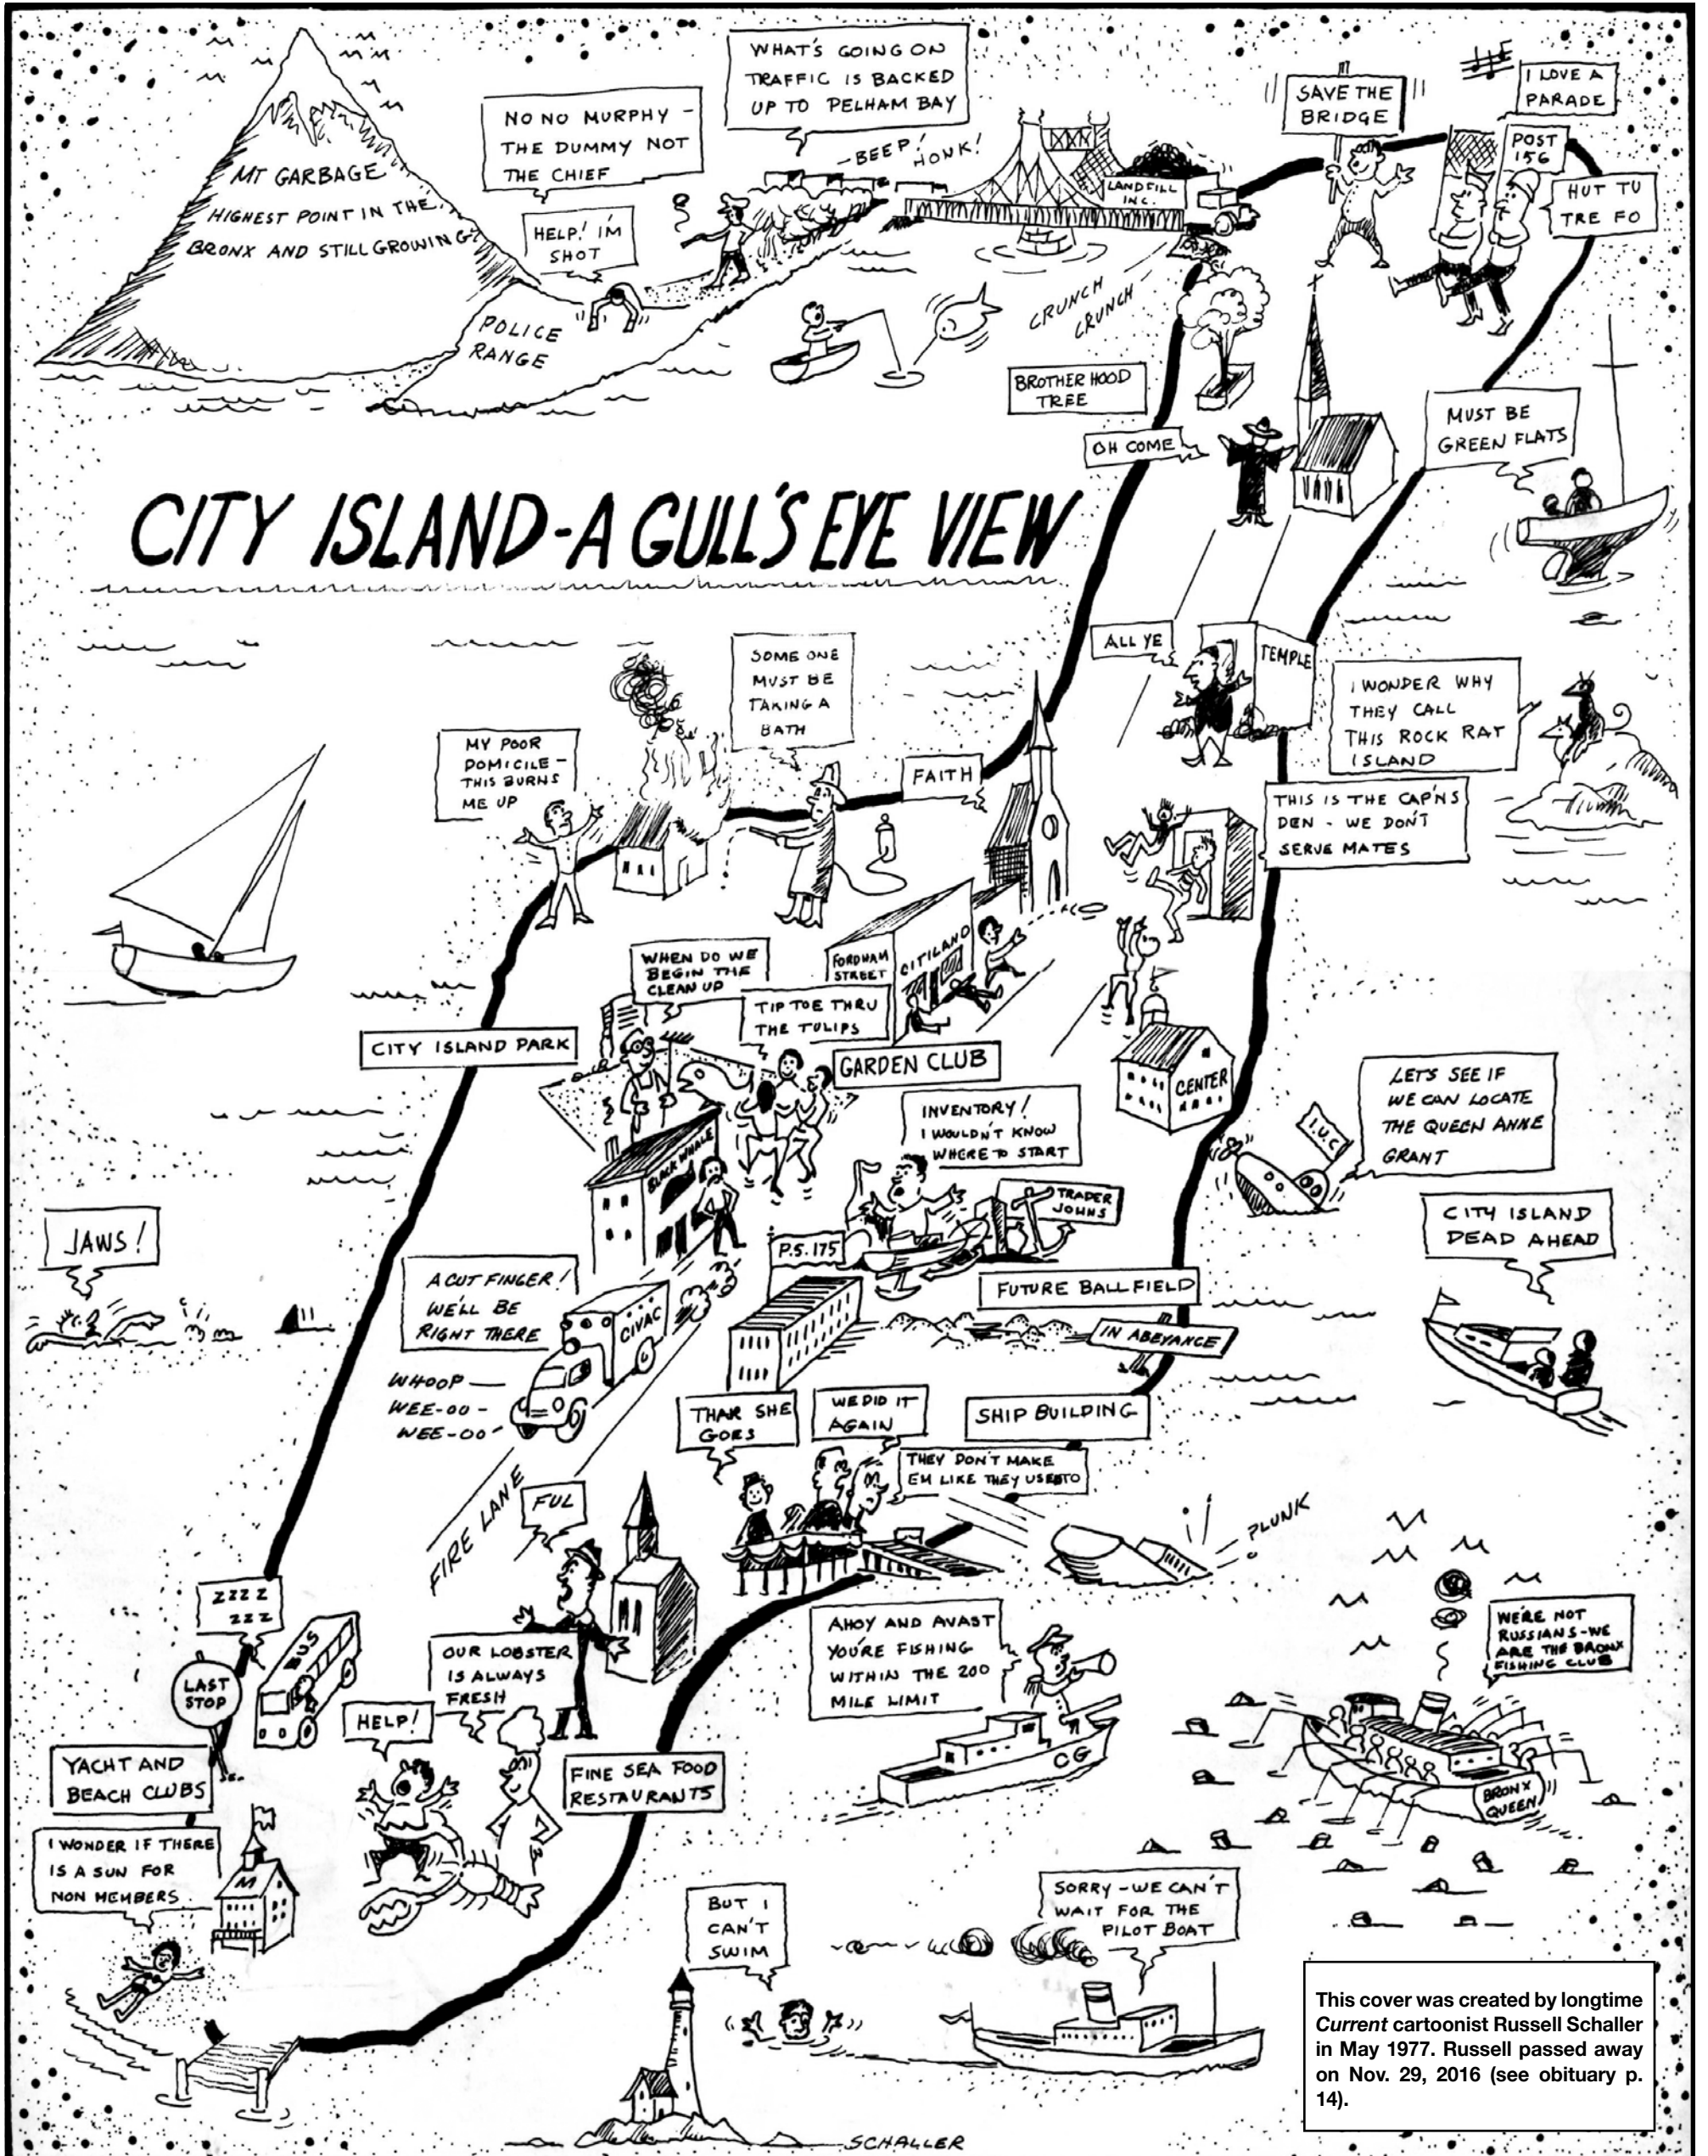 WHAT'S GOING ON
TRAFFIC IS BACKED
UP TO PELHAM BAY
NO NO MURPHY -
THE DUMMY NOT
THE CHIEF
HELP! I'M
SHOT
-BEEP! HONK!
MT GARBAGE
HIGHEST POINT IN THE
BRONX AND STILL GROWING
POLICE
RANGE
LANDFILL
INC.
CRUNCH
CRUNCH
SAVE THE
BRIDGE
I LOVE A
PARADE
POST
156
HUT TU
TRE FO
BROTHERHOOD
TREE
OH COME
MUST BE
GREEN FLATS
CITY ISLAND-A GULL'S EYE VIEW
ALL YE
TEMPLE
I WONDER WHY
THEY CALL
THIS ROCK RAT
ISLAND
SOME ONE
MUST BE
TAKING A
BATH
MY POOR
DOMICILE -
THIS BURNS
ME UP
FAITH
THIS IS THE CAP'NS
DEN - WE DON'T
SERVE MATES
WHEN DO WE
BEGIN THE
CLEAN UP
FORDHAM
STREET
CITILAND
TIP TOE THRU
THE TULIPS
CITY ISLAND PARK
GARDEN CLUB
CENTER
BLACK WHALE
INVENTORY!
I WOULDN'T KNOW
WHERE TO START
TRADER
JOHNS
I.U.C.
LETS SEE IF
WE CAN LOCATE
THE QUEEN ANNE
GRANT
JAWS!
CITY ISLAND
DEAD AHEAD
P.S. 175
A CUT FINGER!
WE'LL BE
RIGHT THERE
CIVAC
WHOOP —
WEE-OO -
WEE-OO
FUTURE BALLFIELD
IN ABEYANCE
THAR SHE
GOES
WE DID IT
AGAIN
SHIP BUILDING
THEY DON'T MAKE
EM LIKE THEY USE TO
PLUNK
FIRE LANE
FUL
ZZZ Z
ZZZ
BUS
LAST
STOP
OUR LOBSTER
IS ALWAYS
FRESH
HELP!
AHOY AND AVAST
YOU'RE FISHING
WITHIN THE 200
MILE LIMIT
CG
WE'RE NOT
RUSSIANS-WE
ARE THE BRONX
FISHING CLUB
BRONX
QUEEN
YACHT AND
BEACH CLUBS
FINE SEA FOOD
RESTAURANTS
I WONDER IF THERE
IS A SUN FOR
NON MEMBERS
M
BUT I
CAN'T
SWIM
SORRY - WE CAN'T
WAIT FOR THE
PILOT BOAT
This cover was created by longtime
Current cartoonist Russell Schaller
in May 1977. Russell passed away
on Nov. 29, 2016 (see obituary p.
14).
SCHALLER